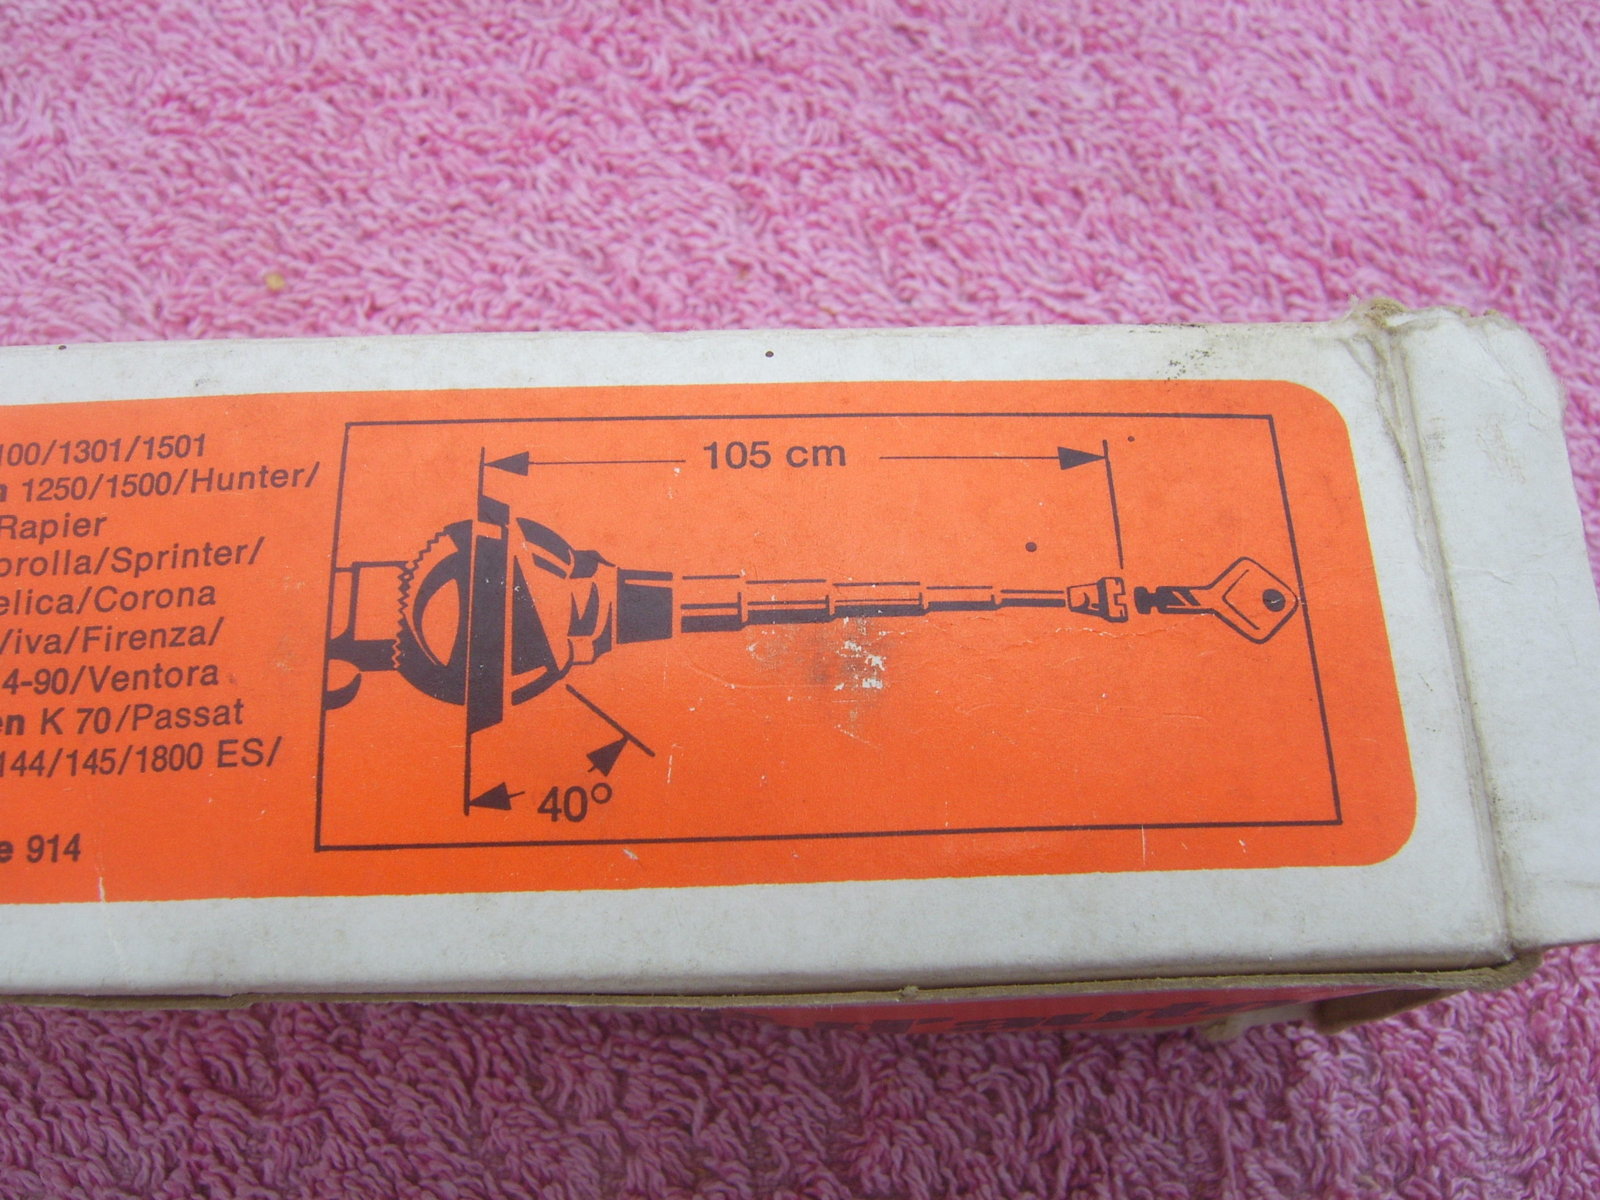 100/1301/1501
n 1250/1500/Hunter/
Rapier
orolla/Sprinter/
elica/Corona
Viva/Firenza/
4-90/Ventora
en K 70/Passat
144/145/1800 ES/
e 914
105 cm
40°